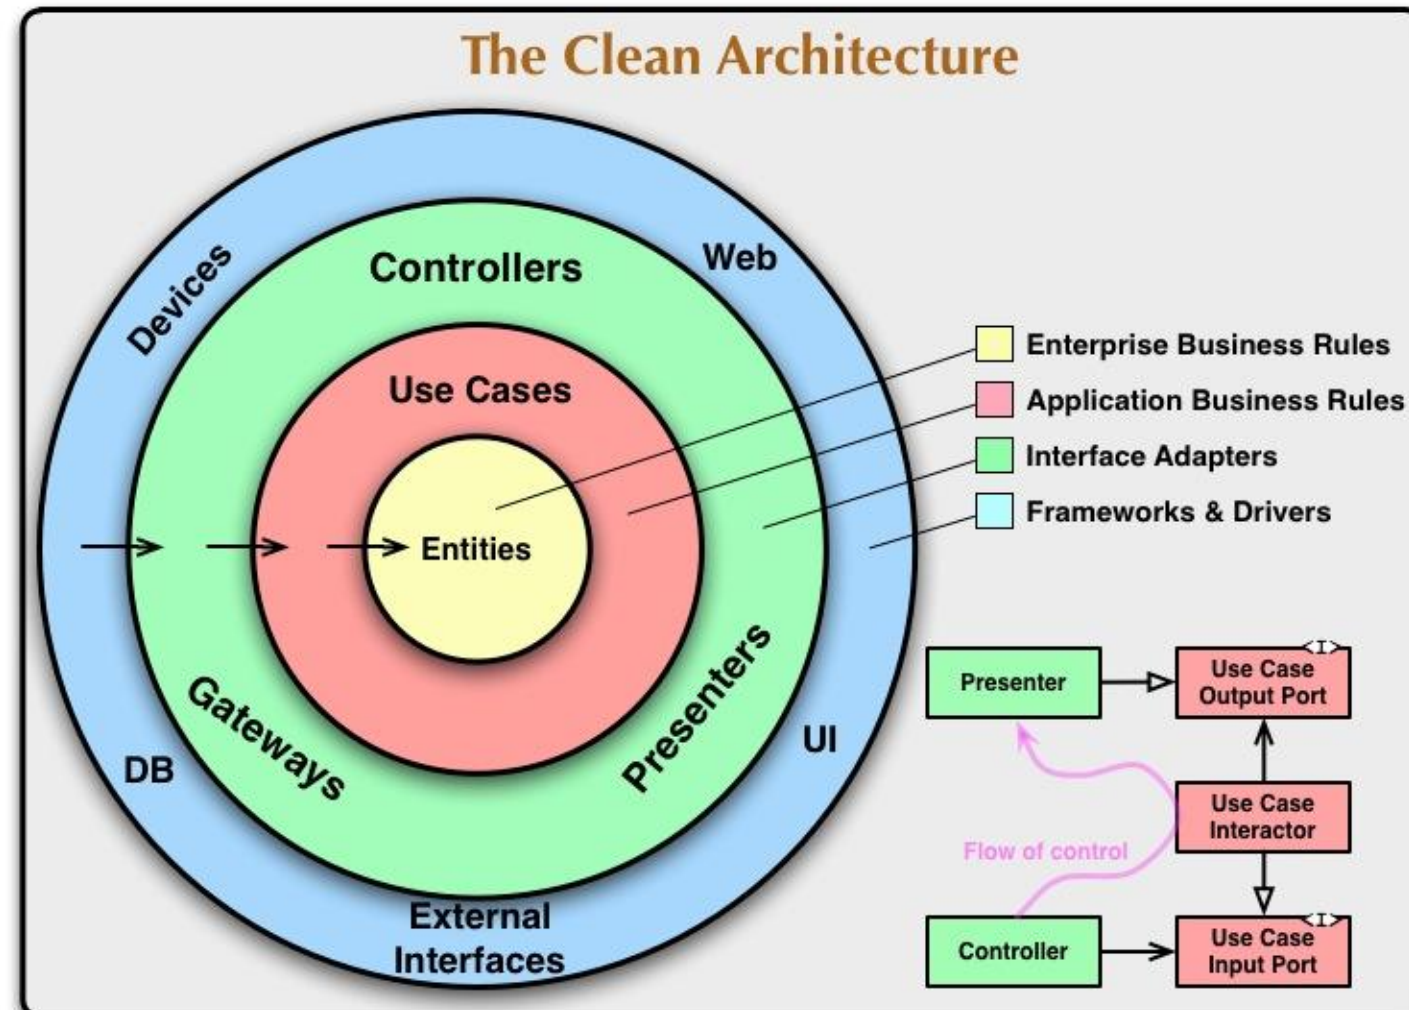 The Clean Architecture
Devices
Controllers
Web
Use Cases
Entities
Gateways
Presenters
DB
UI
External
Interfaces
Enterprise Business Rules
Application Business Rules
Interface Adapters
Frameworks & Drivers
Presenter
<I>
Use Case
Output Port
Use Case
Interactor
Flow of control
Controller
<I>
Use Case
Input Port